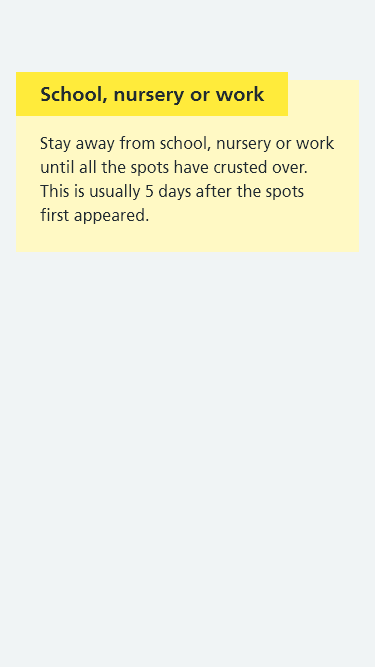 School, nursery or work
Stay away from school, nursery or work
until all the spots have crusted over.
This is usually 5 days after the spots
first appeared.